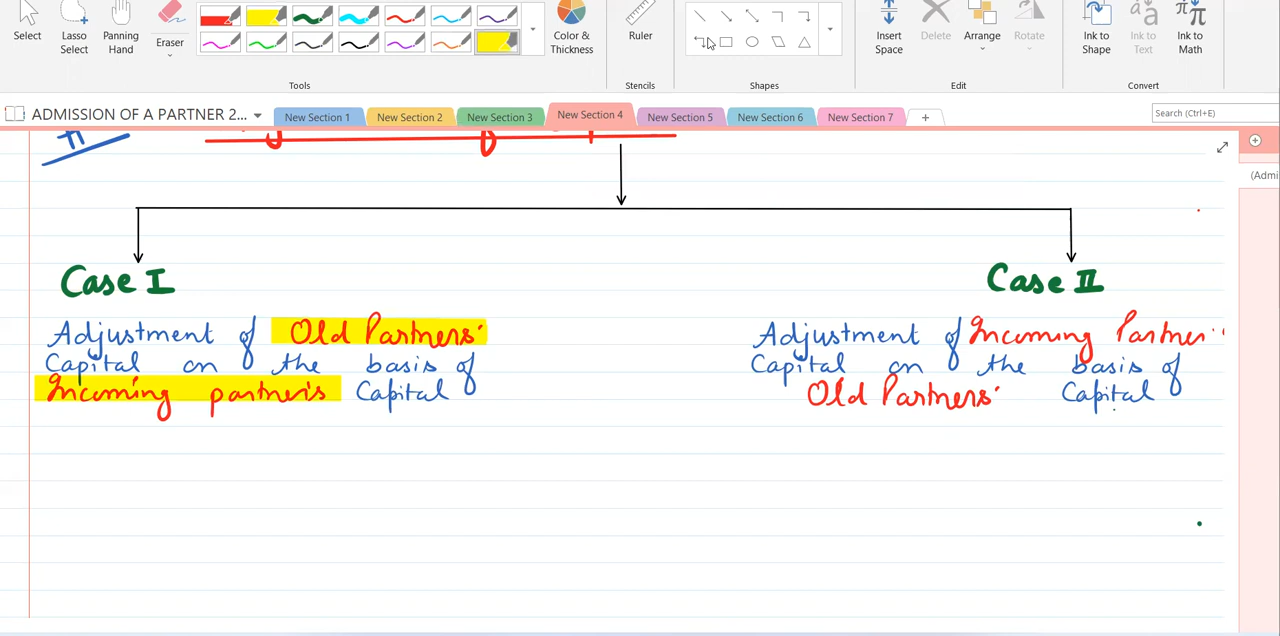 Select
Lasso Select
Panning Hand
Eraser
Color & Thickness
Ruler
Insert Space
Delete
Arrange
Rotate
Ink to Shape
Ink to Text
Ink to Math
Tools
Stencils
Shapes
Edit
Convert
ADMISSION OF A PARTNER 2...
New Section 1
New Section 2
New Section 3
New Section 4
New Section 5
New Section 6
New Section 7
Search (Ctrl+E)
(Admi
Case I
Adjustment of Old Partners'
Capital on the basis of
Incoming partner's Capital
Case II
Adjustment of Incoming Partner
Capital on the basis of
Old Partners' Capital